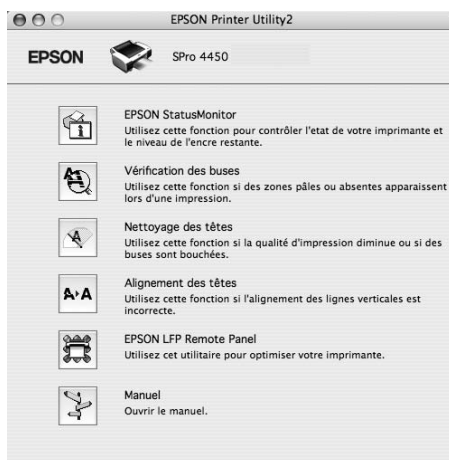 EPSON Printer Utility2
EPSON
SPro 4450
EPSON StatusMonitor
Utilisez cette fonction pour contrôler l'etat de votre imprimante et
le niveau de l'encre restante.
Vérification des buses
Utilisez cette fonction si des zones pâles ou absentes apparaissent
lors d'une impression.
Nettoyage des têtes
Utilisez cette fonction si la qualité d'impression diminue ou si des
buses sont bouchées.
Alignement des têtes
Utilisez cette fonction si l'alignement des lignes verticales est
incorrecte.
EPSON LFP Remote Panel
Utilisez cet utilitaire pour optimiser votre imprimante.
Manuel
Ouvrir le manuel.